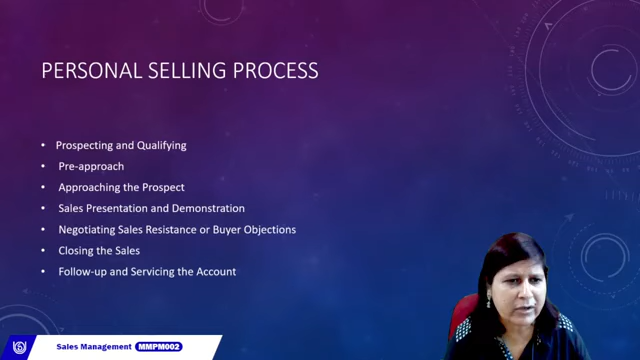 PERSONAL SELLING PROCESS
• Prospecting and Qualifying
• Pre-approach
• Approaching the Prospect
• Sales Presentation and Demonstration
• Negotiating Sales Resistance or Buyer Objections
• Closing the Sales
• Follow-up and Servicing the Account
Sales Management MMPM002